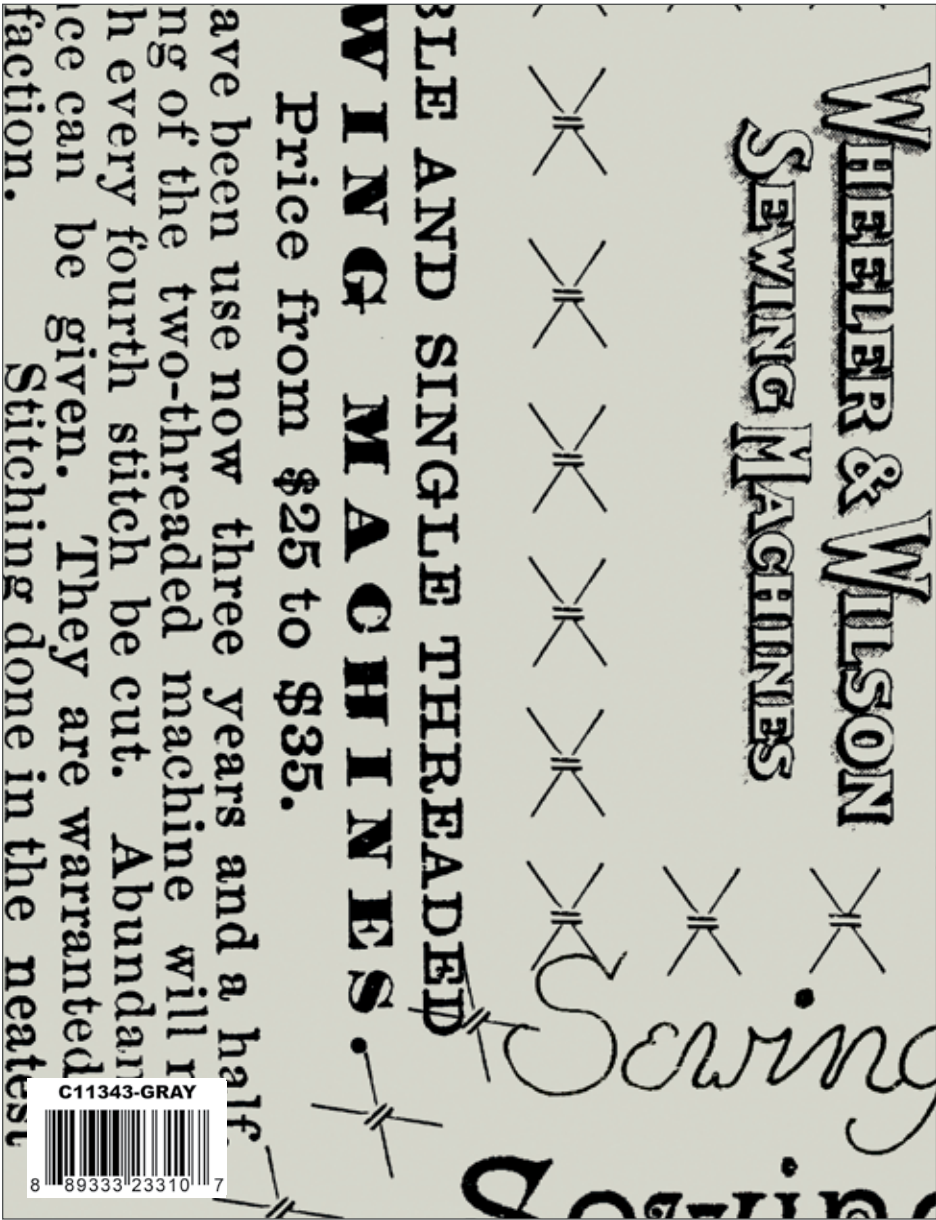 WHEELER & WILSON
SEWING MACHINES
BLE AND SINGLE THREADED
WING MACHINES.
Price from $25 to $35.
ave been use now three years and a half
ng of the two-threaded machine will
h every fourth stitch be cut. Abundan
ce can be given. They are warranted
faction. Stitching done in the neatest
Sewing
Sewing
C11343-GRAY
8 89333 23310 7